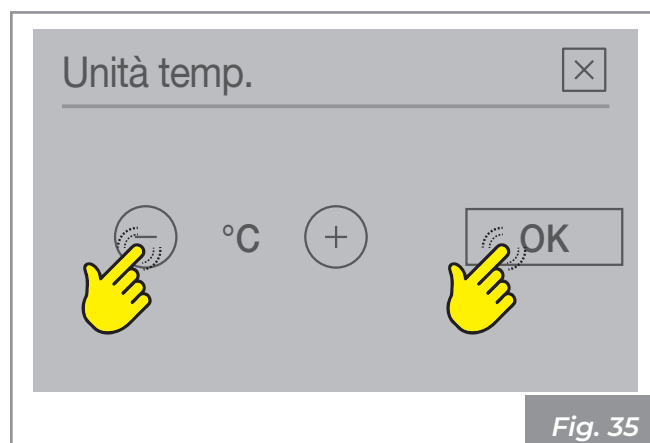 Unità temp.
− °C + OK
Fig. 35